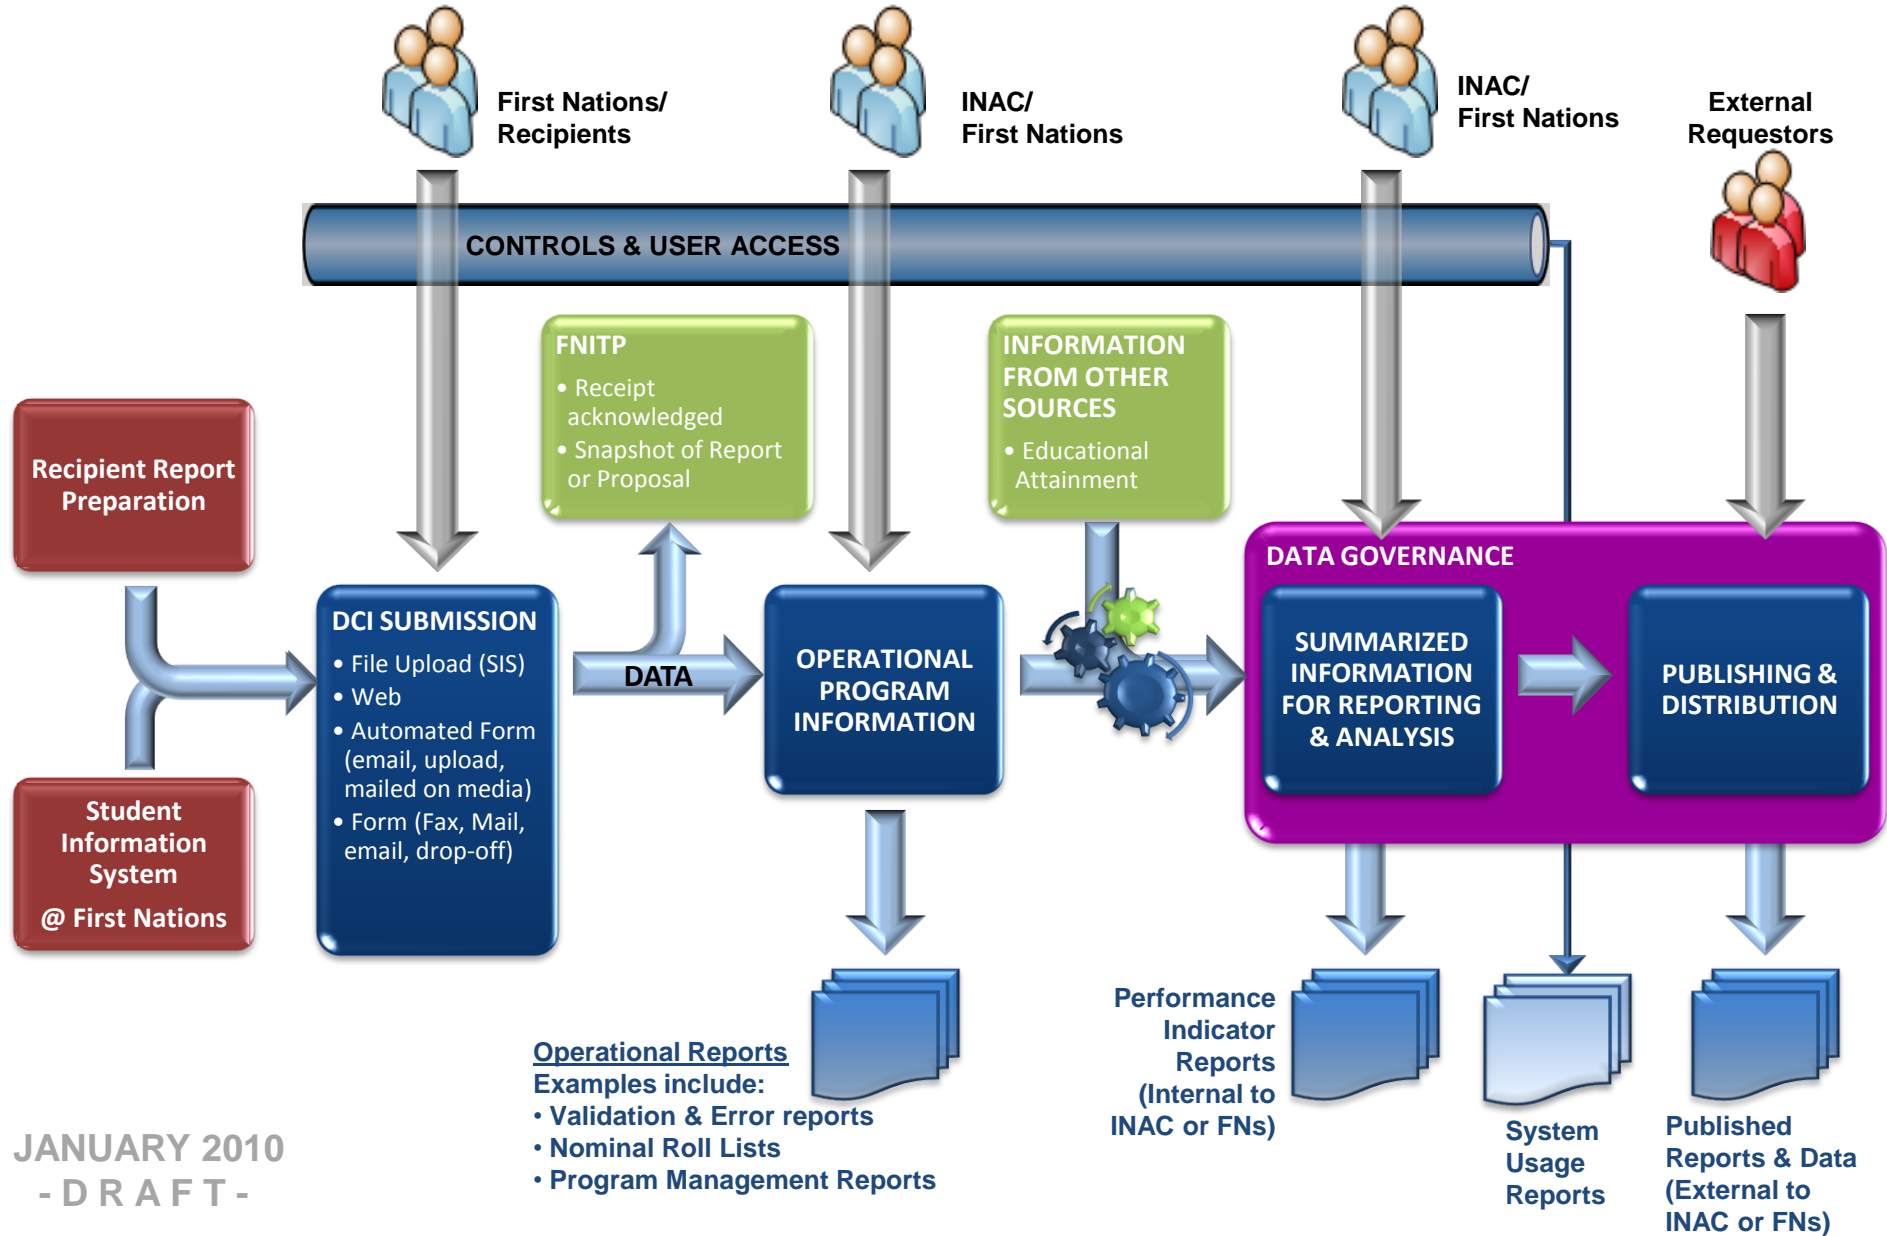 First Nations/
Recipients
INAC/
First Nations
INAC/
First Nations
External
Requestors
CONTROLS & USER ACCESS
FNITP
• Receipt
acknowledged
• Snapshot of Report
or Proposal
INFORMATION
FROM OTHER
SOURCES
• Educational
Attainment
Recipient Report
Preparation
Student
Information
System
@ First Nations
DCI SUBMISSION
• File Upload (SIS)
• Web
• Automated Form
(email, upload,
mailed on media)
• Form (Fax, Mail,
email, drop-off)
DATA
OPERATIONAL
PROGRAM
INFORMATION
DATA GOVERNANCE
SUMMARIZED
INFORMATION
FOR REPORTING
& ANALYSIS
PUBLISHING &
DISTRIBUTION
Operational Reports
Examples include:
• Validation & Error reports
• Nominal Roll Lists
• Program Management Reports
Performance
Indicator
Reports
(Internal to
INAC or FNs)
System
Usage
Reports
Published
Reports & Data
(External to
INAC or FNs)
JANUARY 2010
- D R A F T -